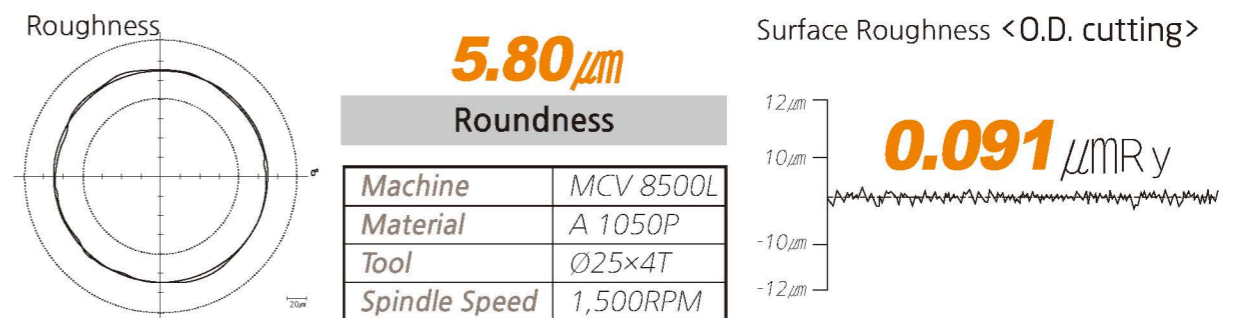 Roughness
0°
20㎛
5.80㎛
Roundness
Machine MCV 8500L
Material A 1050P
Tool Ø25×4T
Spindle Speed 1,500RPM
Surface Roughness <O.D. cutting>
12㎛
10㎛
-10㎛
-12㎛
0.091㎛Ry